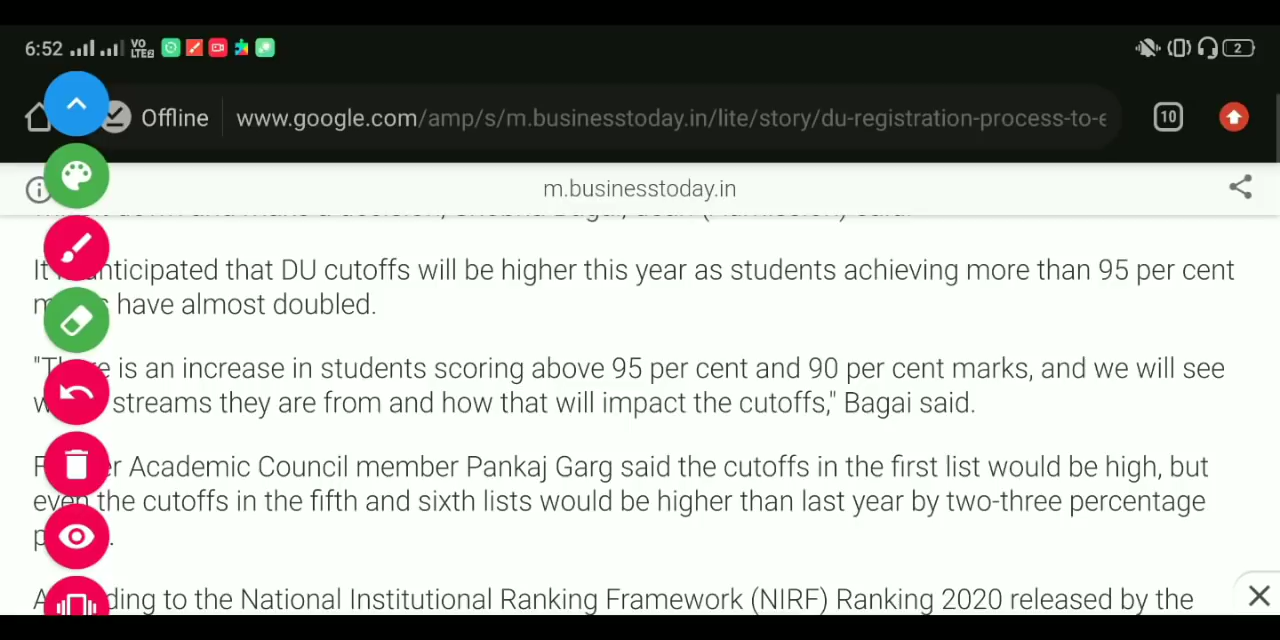 6:52 VO LTE2 2
Offline www.google.com/amp/s/m.businesstoday.in/lite/story/du-registration-process-to-e 10
m.businesstoday.in
It anticipated that DU cutoffs will be higher this year as students achieving more than 95 per cent
have almost doubled.
"There is an increase in students scoring above 95 per cent and 90 per cent marks, and we will see
streams they are from and how that will impact the cutoffs," Bagai said.
Academic Council member Pankaj Garg said the cutoffs in the first list would be high, but
even the cutoffs in the fifth and sixth lists would be higher than last year by two-three percentage
According to the National Institutional Ranking Framework (NIRF) Ranking 2020 released by the